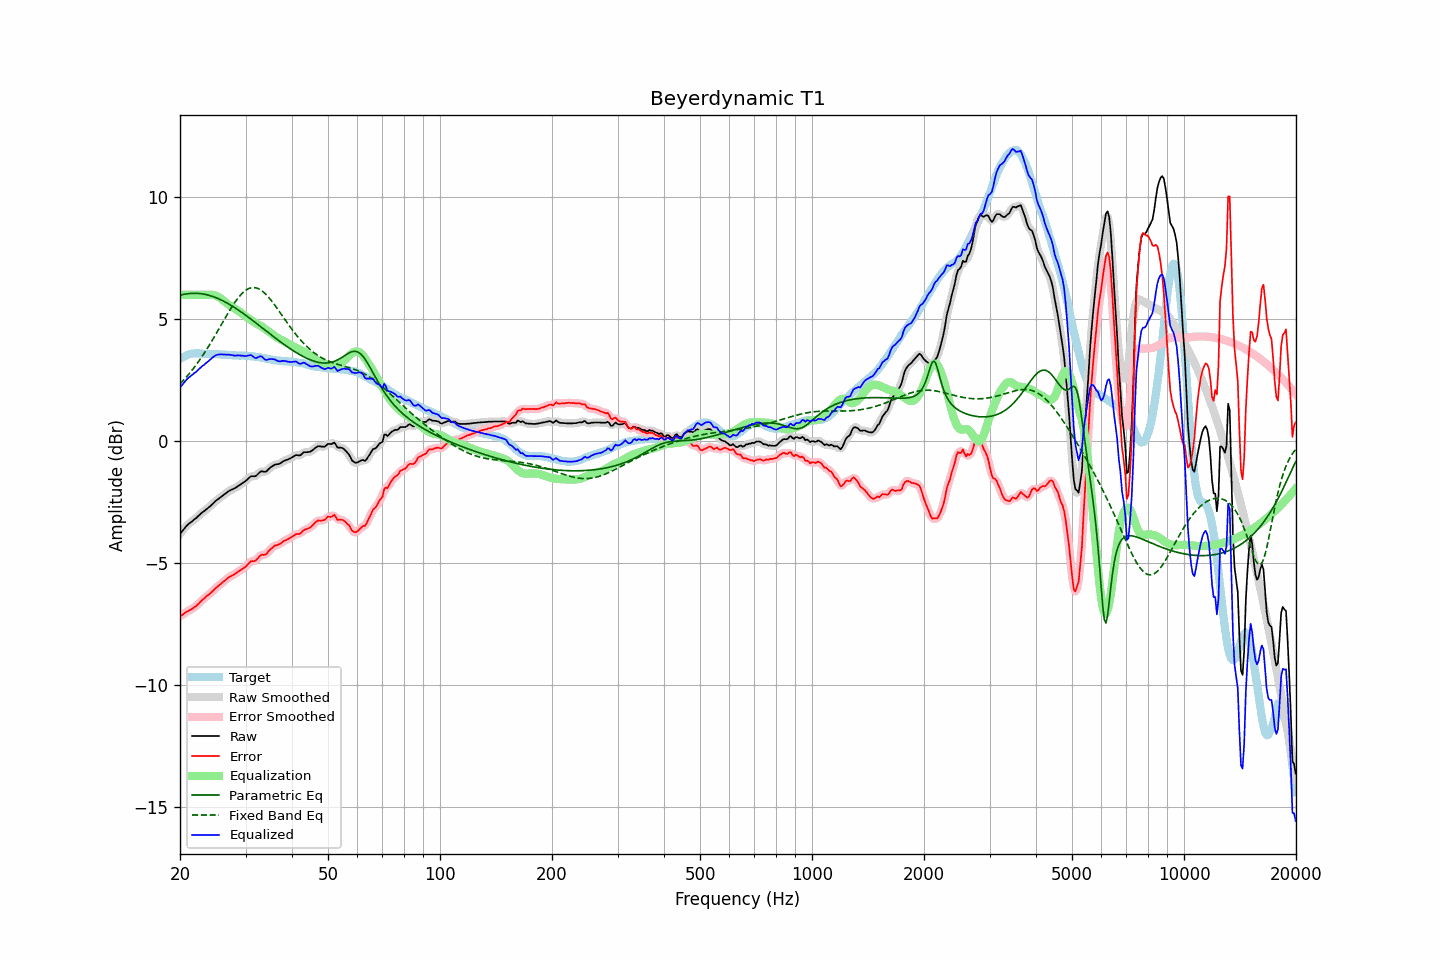 Beyerdynamic T1
Amplitude (dBr)
10
5
0
−5
−10
−15
Target
Raw Smoothed
Error Smoothed
Raw
Error
Equalization
Parametric Eq
Fixed Band Eq
Equalized
20 50 100 200 500 1000 2000 5000 10000 20000
Frequency (Hz)